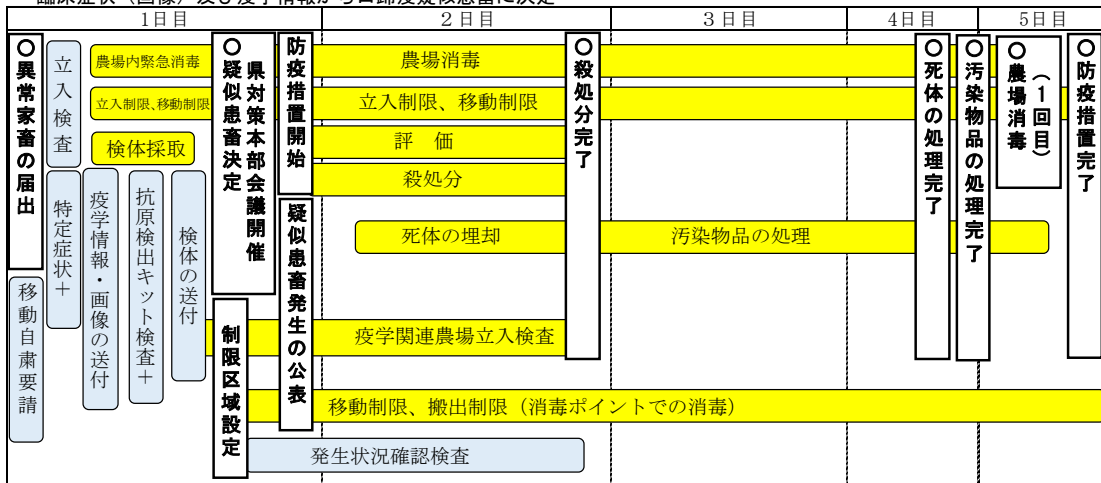 臨床症状（画像）及び疫学情報から口蹄疫疑似患畜に決定
1日目
2日目
3日目
4日目
5日目
○異常家畜の届出
移動自粛要請
立入検査
特定症状＋
農場内緊急消毒
立入制限、移動制限
検体採取
疫学情報・画像の送付
抗原検出キット検査＋
検体の送付
県対策本部会議開催
○疑似患畜決定
制限区域設定
防疫措置開始
疑似患畜発生の公表
農場消毒
立入制限、移動制限
評　価
殺処分
死体の埋却
汚染物品の処理
疫学関連農場立入検査
移動制限、搬出制限（消毒ポイントでの消毒）
発生状況確認検査
○殺処分完了
○死体の処理完了
○汚染物品の処理完了
○農場消毒
（1回目）
○防疫措置完了